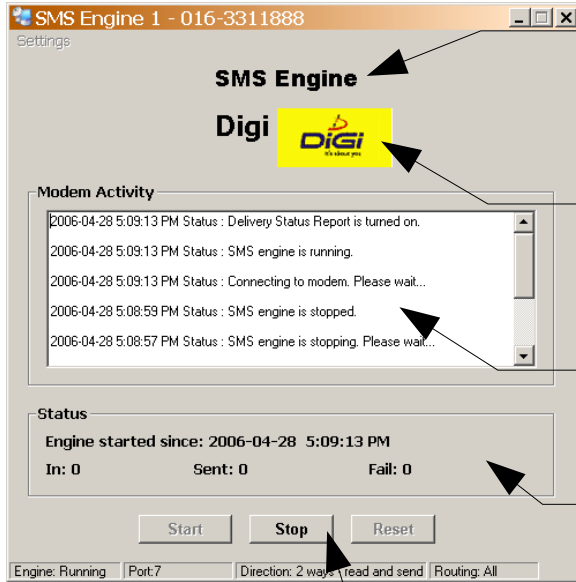 SMS Engine 1 - 016-3311888
Settings
SMS Engine
Digi
DiGi
It's about you
Modem Activity
2006-04-28 5:09:13 PM Status : Delivery Status Report is turned on.
2006-04-28 5:09:13 PM Status : SMS engine is running.
2006-04-28 5:09:13 PM Status : Connecting to modem. Please wait...
2006-04-28 5:08:59 PM Status : SMS engine is stopped.
2006-04-28 5:08:57 PM Status : SMS engine is stopping. Please wait...
Status
Engine started since: 2006-04-28 5:09:13 PM
In: 0 Sent: 0 Fail: 0
Start Stop Reset
Engine: Running Port:7 Direction: 2 ways read and send Routing: All